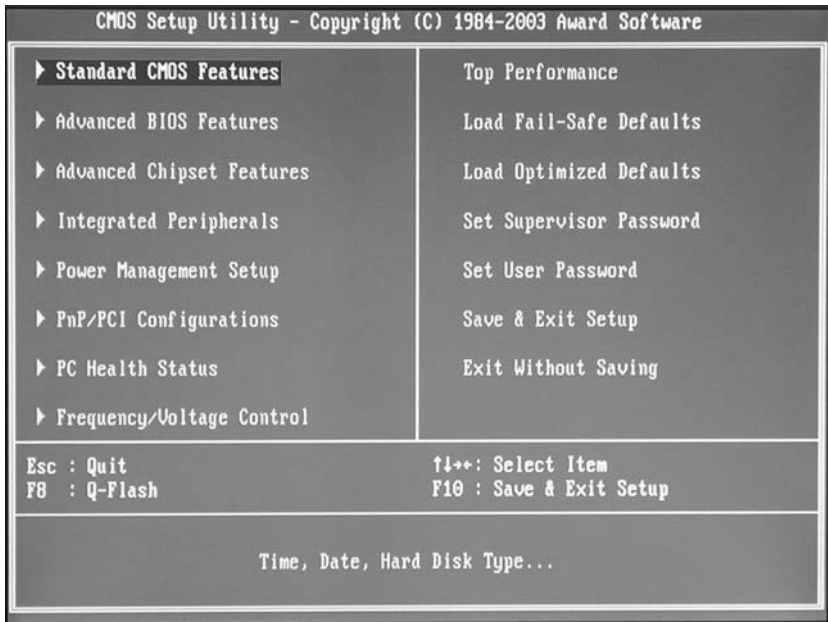 CMOS Setup Utility - Copyright (C) 1984-2003 Award Software
▶ Standard CMOS Features
▶ Advanced BIOS Features
▶ Advanced Chipset Features
▶ Integrated Peripherals
▶ Power Management Setup
▶ PnP/PCI Configurations
▶ PC Health Status
▶ Frequency/Voltage Control
Top Performance
Load Fail-Safe Defaults
Load Optimized Defaults
Set Supervisor Password
Set User Password
Save & Exit Setup
Exit Without Saving
Esc : Quit
F8 : Q-Flash
↑↓→←: Select Item
F10 : Save & Exit Setup
Time, Date, Hard Disk Type...